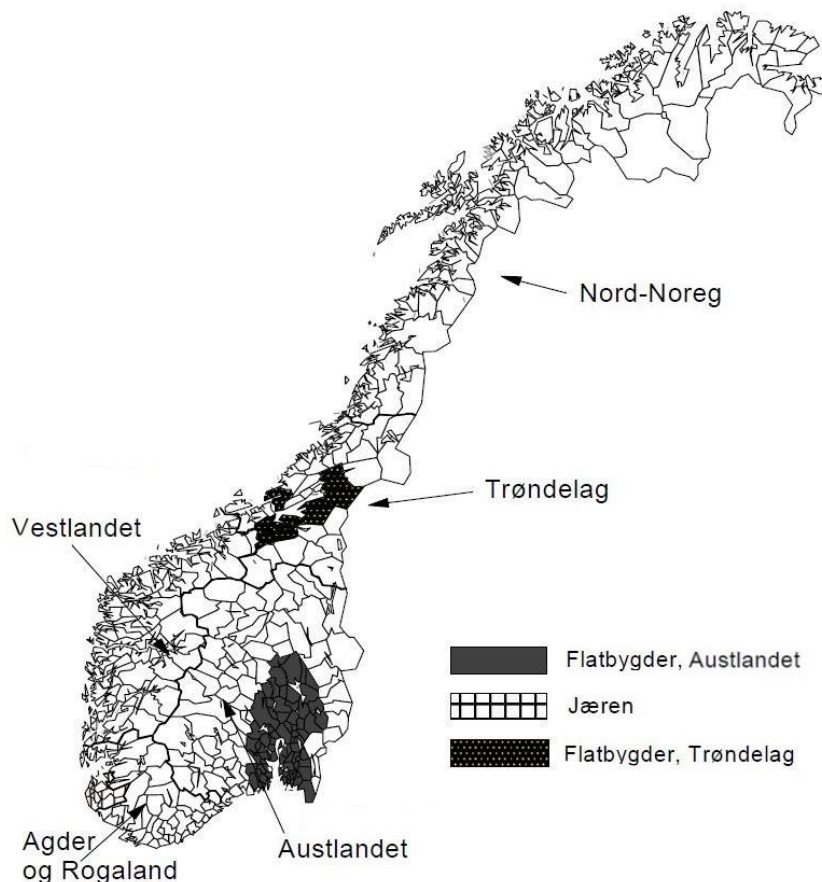 Nord-Noreg
Trøndelag
Vestlandet
Flatbygder, Austlandet
Jæren
Flatbygder, Trøndelag
Agder
og Rogaland
Austlandet